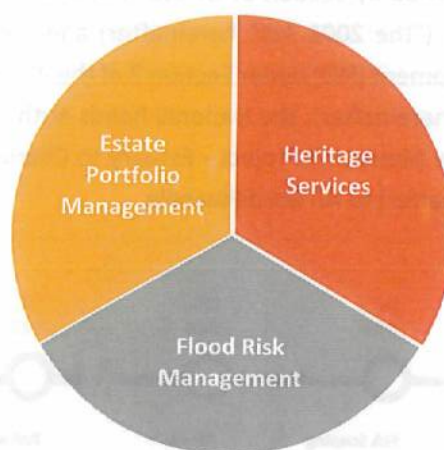 Estate
Portfolio
Management
Heritage
Services
Flood Risk
Management